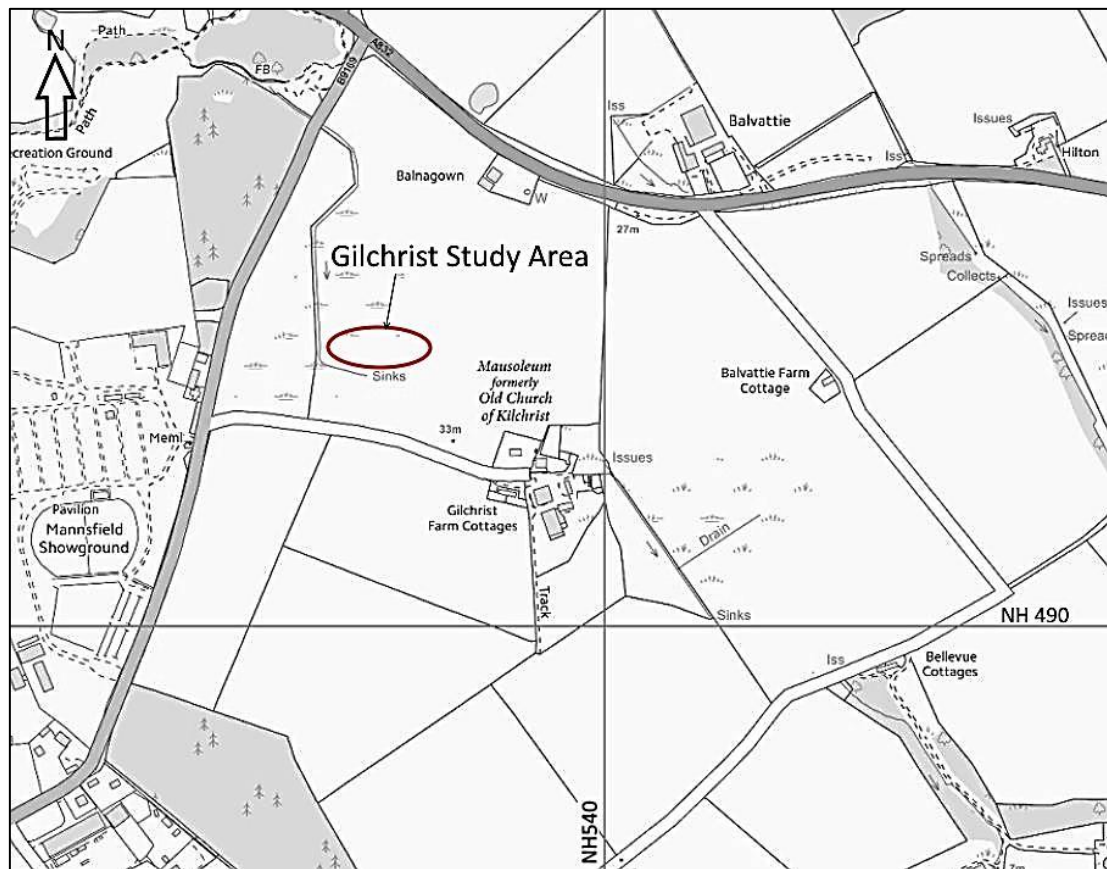 Path
N
FB
A832
B9169
Path
ecreation Ground
Balnagown
W
Iss
Balvattie
Iss
Issues
Hilton
27m
Gilchrist Study Area
Spreads
Collects
Issues
Spread
Sinks
Mausoleum
formerly
Old Church
of Kilchrist
Balvattie Farm
Cottage
33m
Meml
Issues
Pavilion
Mannsfield
Showground
Gilchrist
Farm Cottages
Drain
Track
Sinks
NH 490
Iss
Bellevue
Cottages
NH540
7m